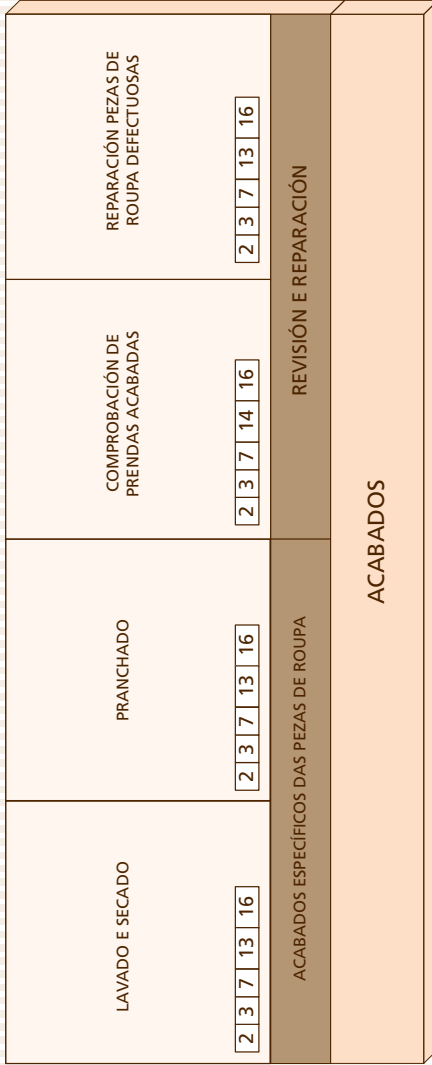 LAVADO E SECADO
2 3 7 13 16
PRANCHADO
2 3 7 13 16
COMPROBACIÓN DE
PRENDAS ACABADAS
2 3 7 14 16
REPARACIÓN PEZAS DE
ROUPA DEFECTUOSAS
2 3 7 13 16
ACABADOS ESPECÍFICOS DAS PEZAS DE ROUPA
REVISIÓN E REPARACIÓN
ACABADOS